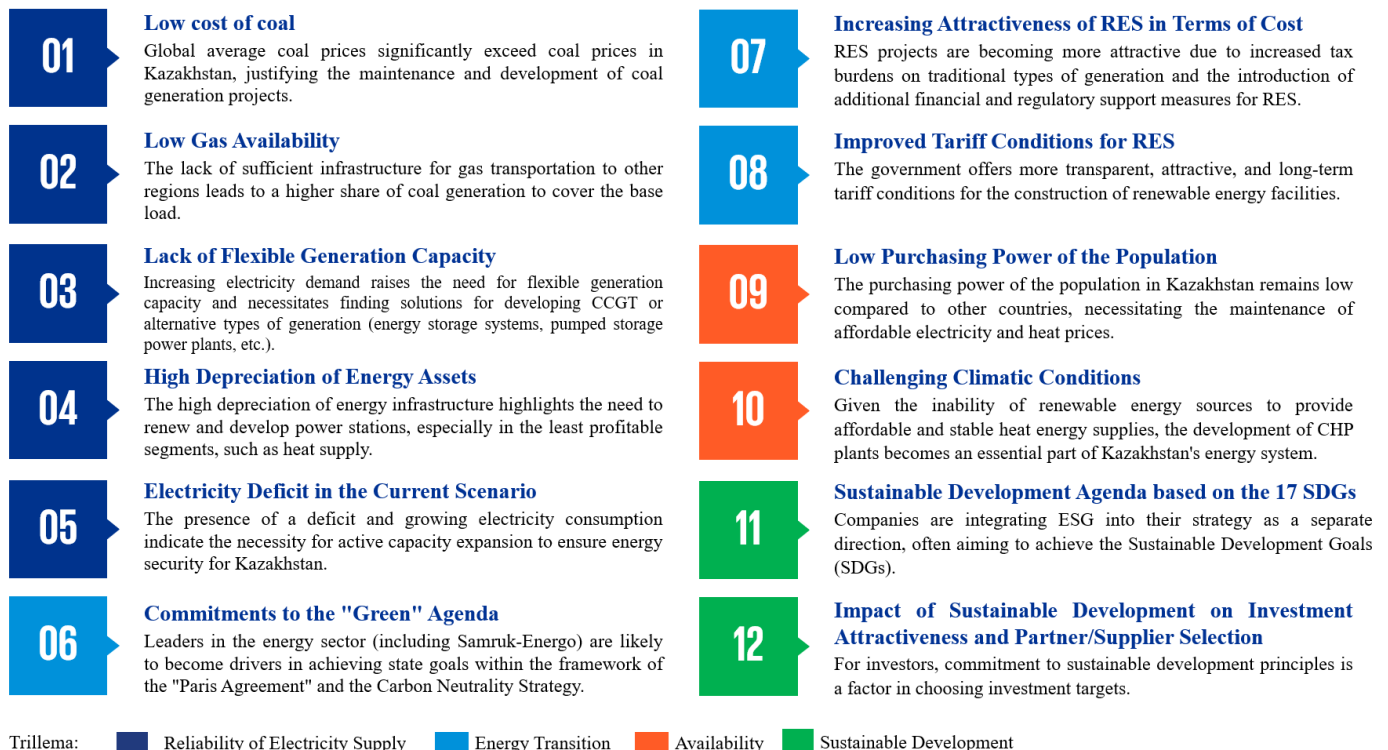 01
Low cost of coal
Global average coal prices significantly exceed coal prices in
Kazakhstan, justifying the maintenance and development of coal
generation projects.
02
Low Gas Availability
The lack of sufficient infrastructure for gas transportation to other
regions leads to a higher share of coal generation to cover the base
load.
03
Lack of Flexible Generation Capacity
Increasing electricity demand raises the need for flexible generation
capacity and necessitates finding solutions for developing CCGT or
alternative types of generation (energy storage systems, pumped storage
power plants, etc.).
04
High Depreciation of Energy Assets
The high depreciation of energy infrastructure highlights the need to
renew and develop power stations, especially in the least profitable
segments, such as heat supply.
05
Electricity Deficit in the Current Scenario
The presence of a deficit and growing electricity consumption
indicate the necessity for active capacity expansion to ensure energy
security for Kazakhstan.
06
Commitments to the "Green" Agenda
Leaders in the energy sector (including Samruk-Energo) are likely
to become drivers in achieving state goals within the framework of
the "Paris Agreement" and the Carbon Neutrality Strategy.
07
Increasing Attractiveness of RES in Terms of Cost
RES projects are becoming more attractive due to increased tax
burdens on traditional types of generation and the introduction of
additional financial and regulatory support measures for RES.
08
Improved Tariff Conditions for RES
The government offers more transparent, attractive, and long-term
tariff conditions for the construction of renewable energy facilities.
09
Low Purchasing Power of the Population
The purchasing power of the population in Kazakhstan remains low
compared to other countries, necessitating the maintenance of
affordable electricity and heat prices.
10
Challenging Climatic Conditions
Given the inability of renewable energy sources to provide
affordable and stable heat energy supplies, the development of CHP
plants becomes an essential part of Kazakhstan's energy system.
11
Sustainable Development Agenda based on the 17 SDGs
Companies are integrating ESG into their strategy as a separate
direction, often aiming to achieve the Sustainable Development Goals
(SDGs).
12
Impact of Sustainable Development on Investment
Attractiveness and Partner/Supplier Selection
For investors, commitment to sustainable development principles is
a factor in choosing investment targets.
Trillema: Reliability of Electricity Supply Energy Transition Availability Sustainable Development